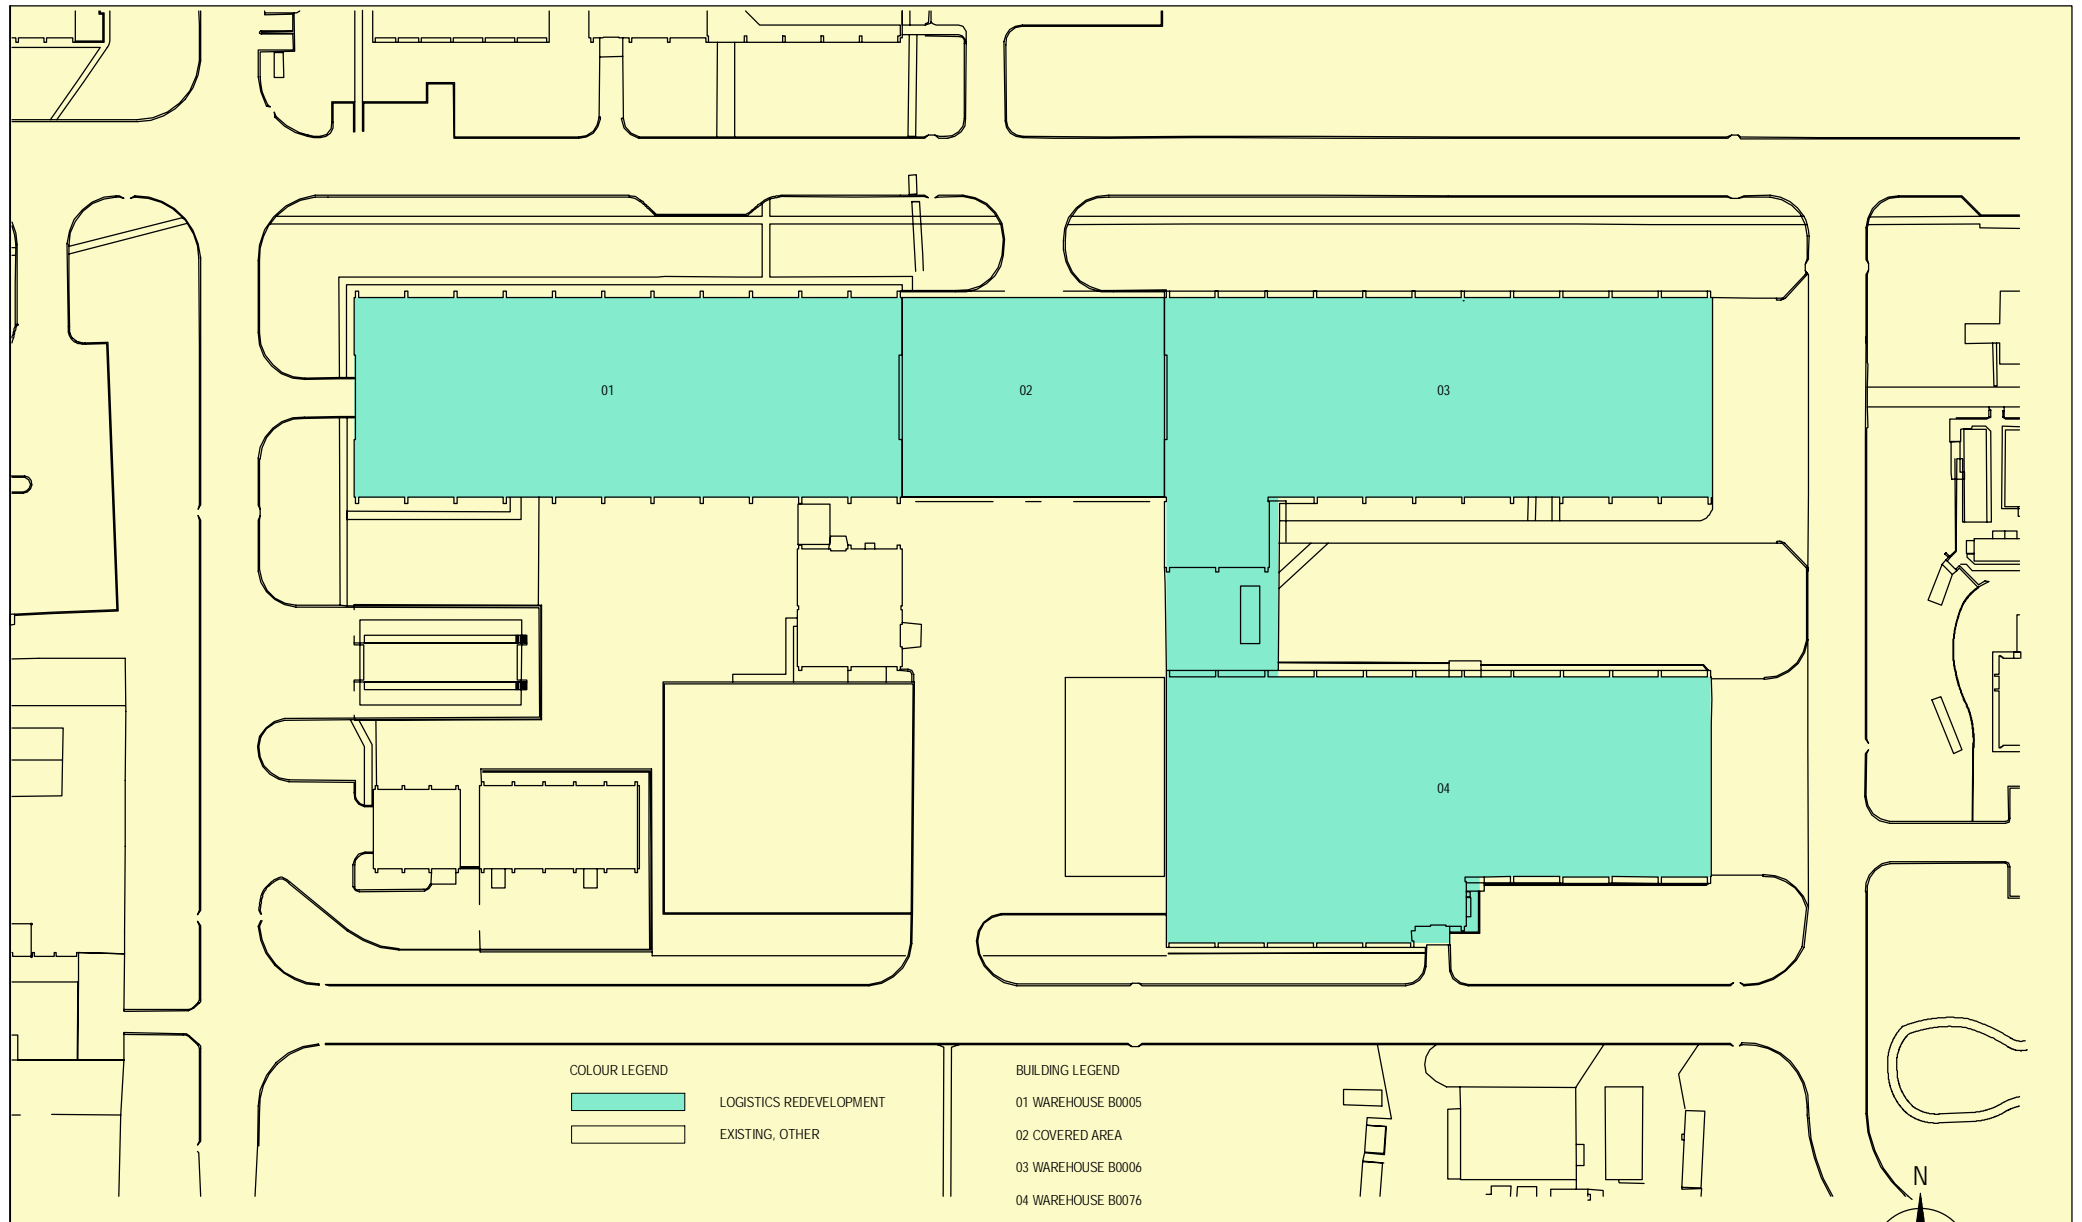 01
02
03
04
COLOUR LEGEND
LOGISTICS REDEVELOPMENT
EXISTING, OTHER
BUILDING LEGEND
01 WAREHOUSE B0005
02 COVERED AREA
03 WAREHOUSE B0006
04 WAREHOUSE B0076
N